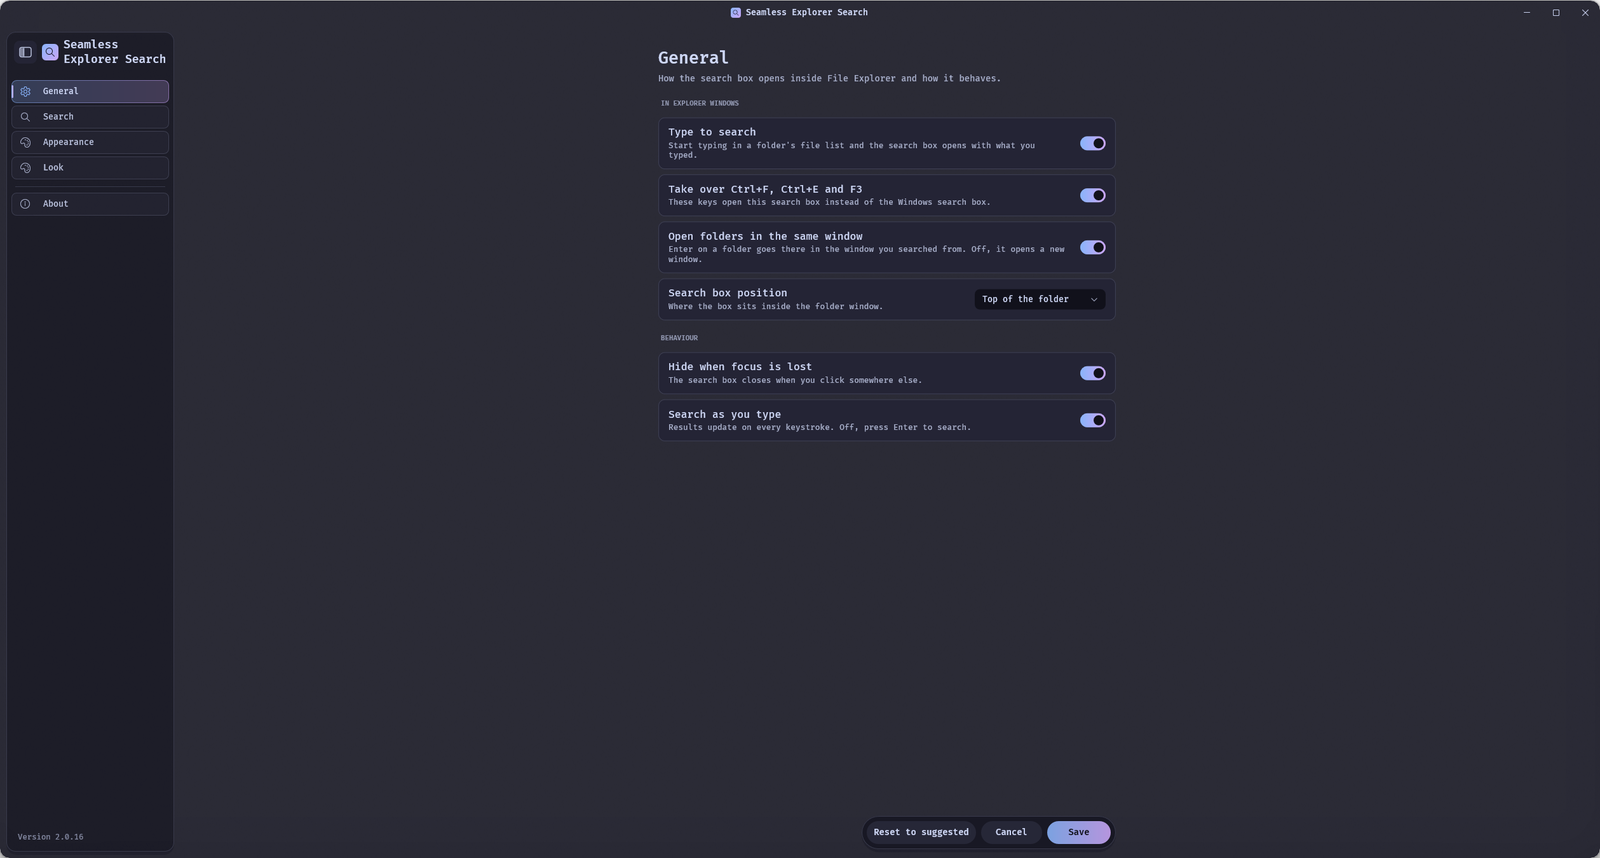 Seamless Explorer Search
Seamless
Explorer Search
General
Search
Appearance
Look
About
Version 2.0.16
General
How the search box opens inside File Explorer and how it behaves.
IN EXPLORER WINDOWS
Type to search
Start typing in a folder's file list and the search box opens with what you
typed.
Take over Ctrl+F, Ctrl+E and F3
These keys open this search box instead of the Windows search box.
Open folders in the same window
Enter on a folder goes there in the window you searched from. Off, it opens a new
window.
Search box position
Where the box sits inside the folder window.
Top of the folder
BEHAVIOUR
Hide when focus is lost
The search box closes when you click somewhere else.
Search as you type
Results update on every keystroke. Off, press Enter to search.
Reset to suggested
Cancel
Save